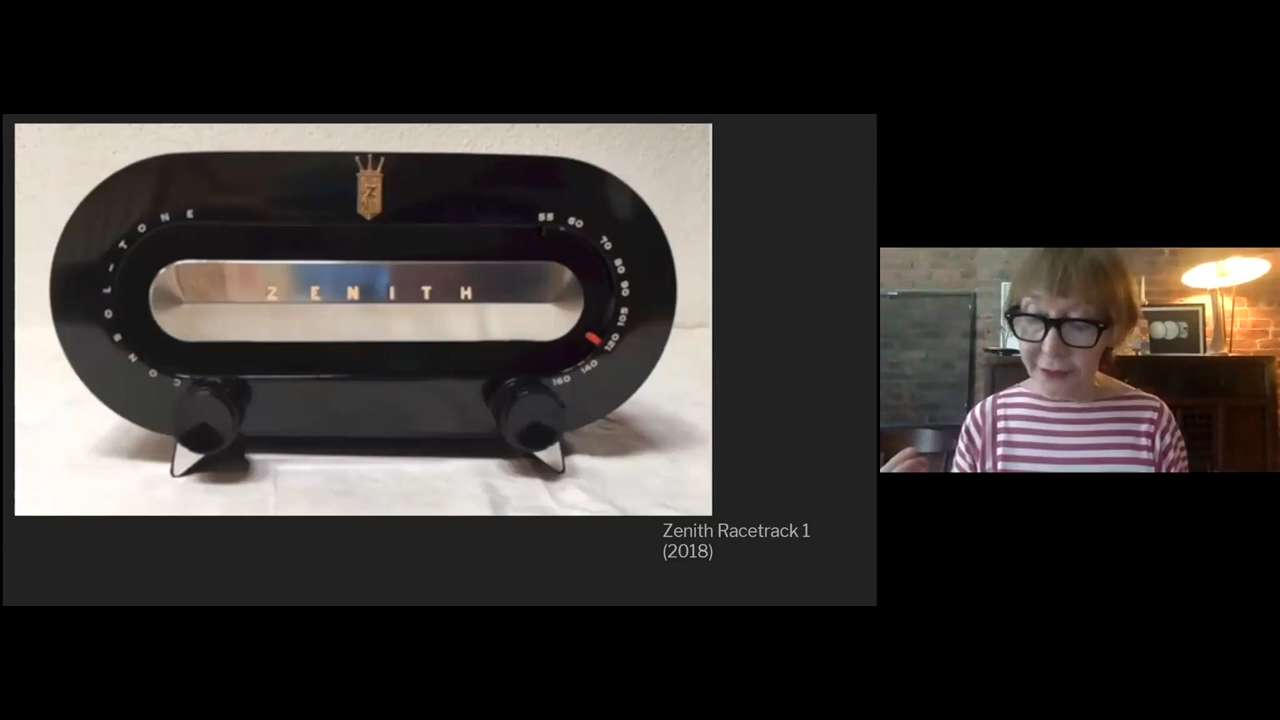 Z
CONSOL-TONE
ZENITH
55 60 70 80 90 105 120 140 160
Zenith Racetrack 1
(2018)